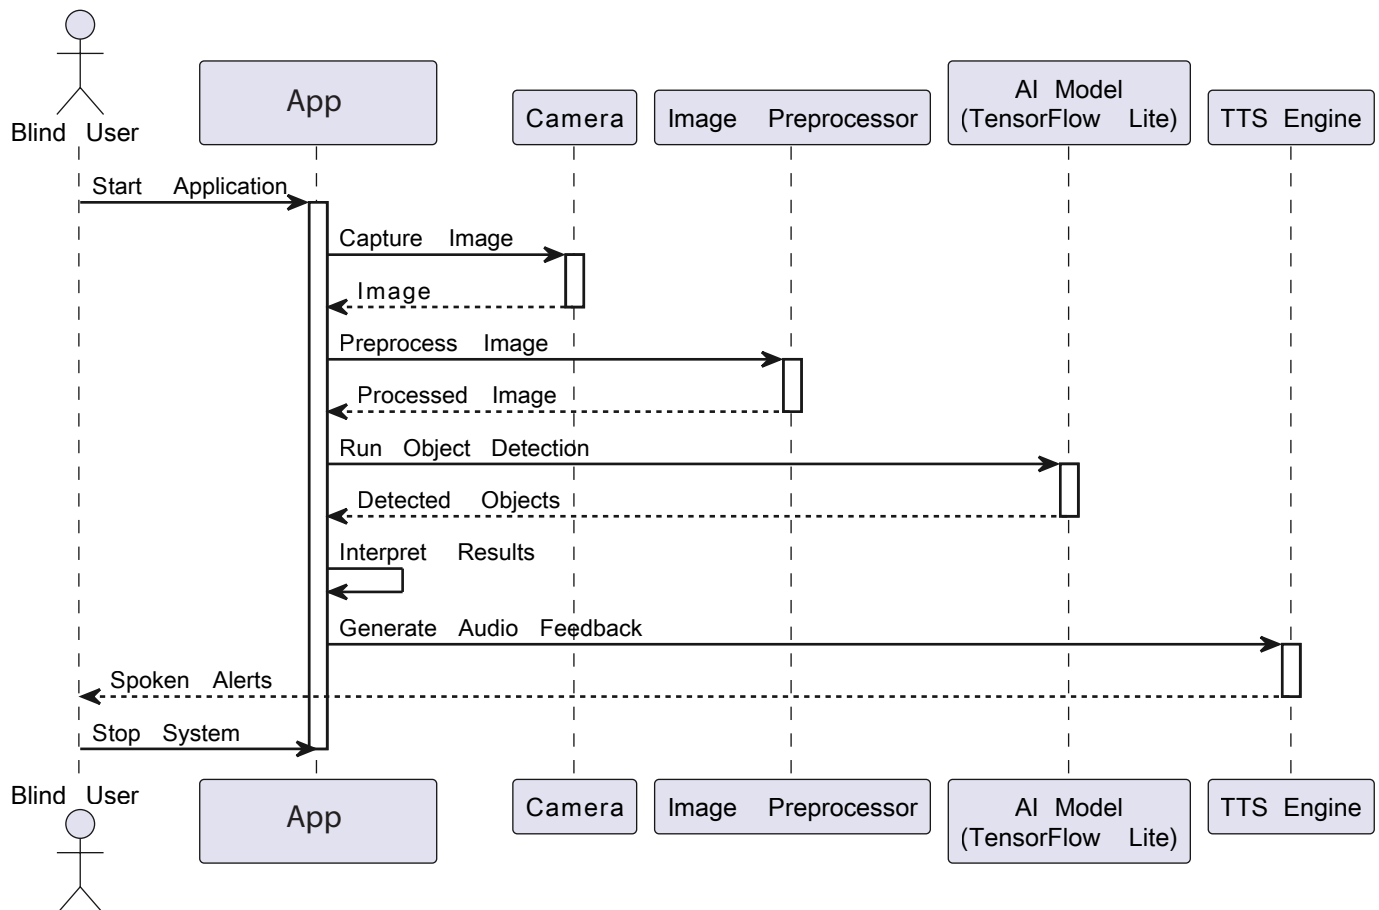 Blind User
App
Camera
Image Preprocessor
AI Model
(TensorFlow Lite)
TTS Engine
Start Application
Capture Image
Image
Preprocess Image
Processed Image
Run Object Detection
Detected Objects
Interpret Results
Generate Audio Feedback
Spoken Alerts
Stop System
Blind User
App
Camera
Image Preprocessor
AI Model
(TensorFlow Lite)
TTS Engine